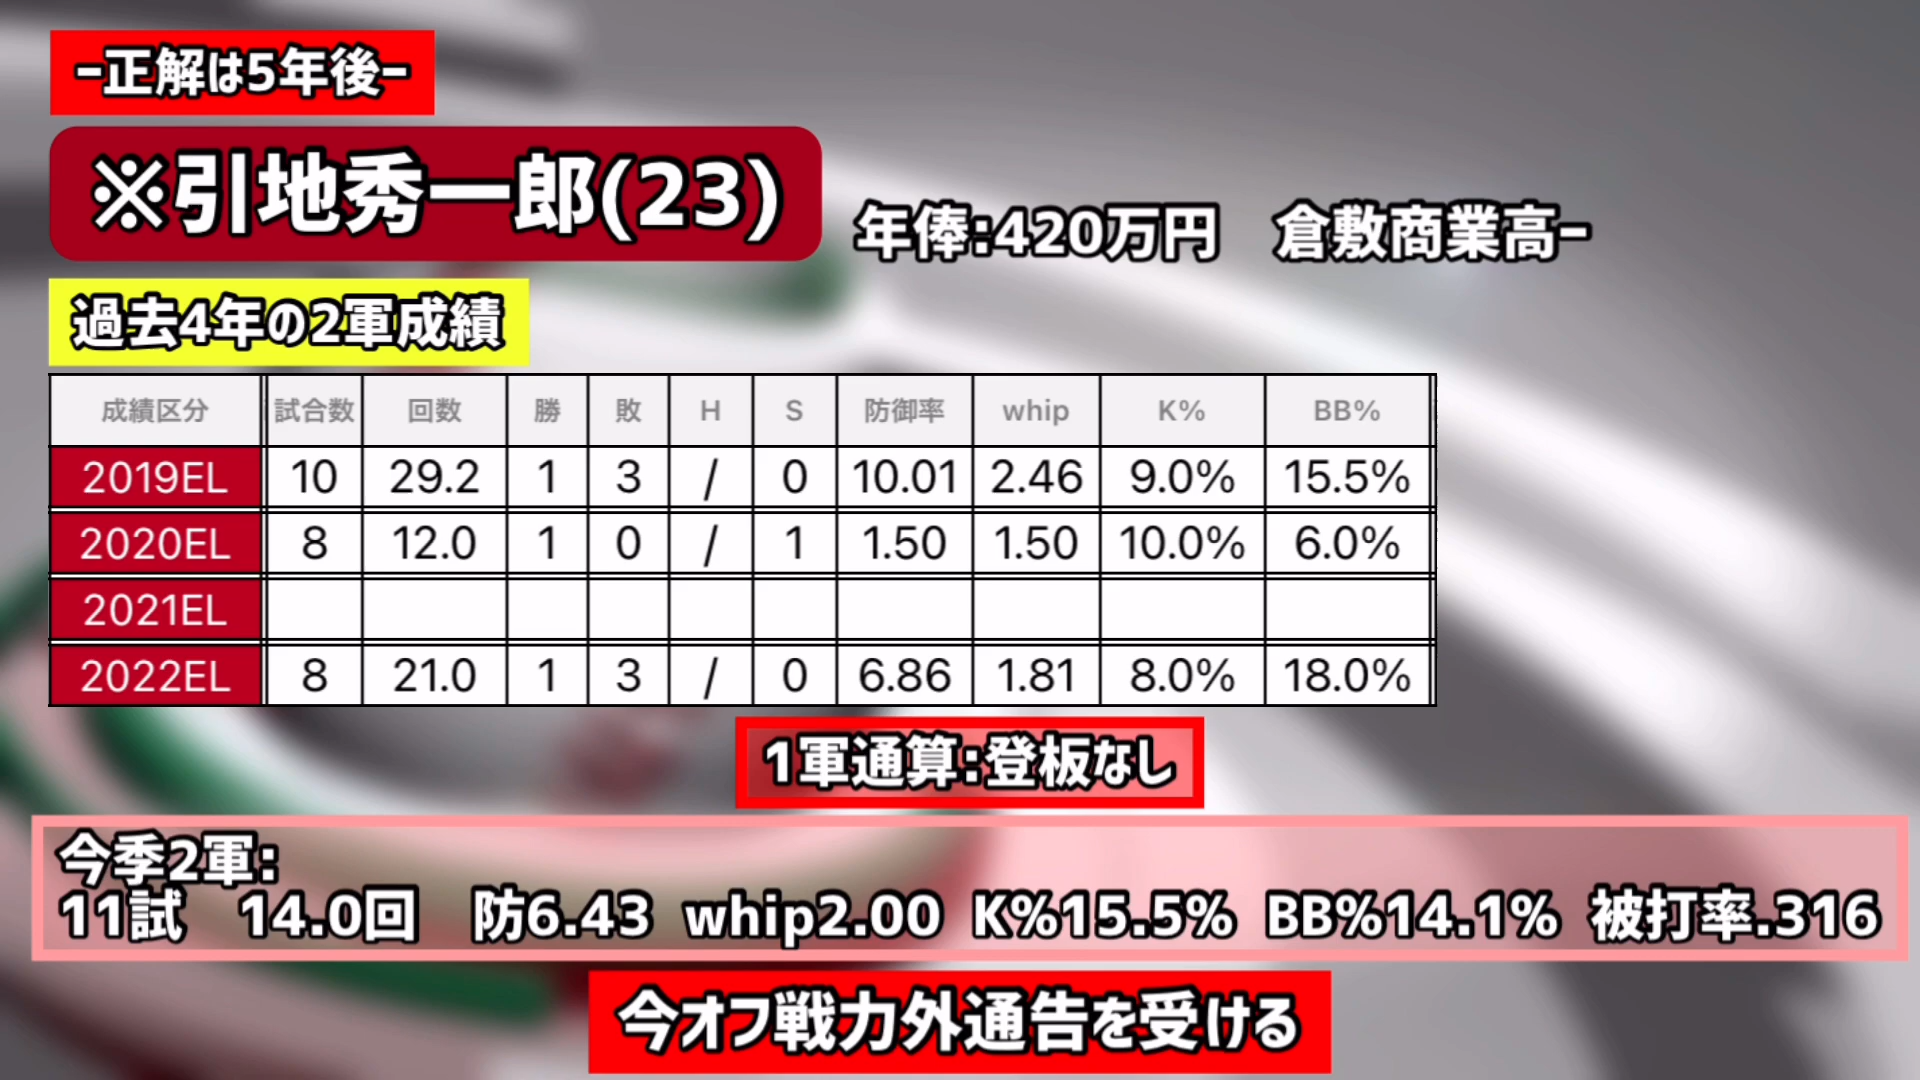 -正解は5年後-
※引地秀一郎(23)
年俸:420万円　倉敷商業高-
過去4年の2軍成績
成績区分 試合数 回数 勝 敗 H S 防御率 whip K% BB%
2019EL 10 29.2 1 3 / 0 10.01 2.46 9.0% 15.5%
2020EL 8 12.0 1 0 / 1 1.50 1.50 10.0% 6.0%
2021EL
2022EL 8 21.0 1 3 / 0 6.86 1.81 8.0% 18.0%
1軍通算:登板なし
今季2軍:
11試　14.0回　防6.43　whip2.00　K%15.5%　BB%14.1%　被打率.316
今オフ戦力外通告を受ける